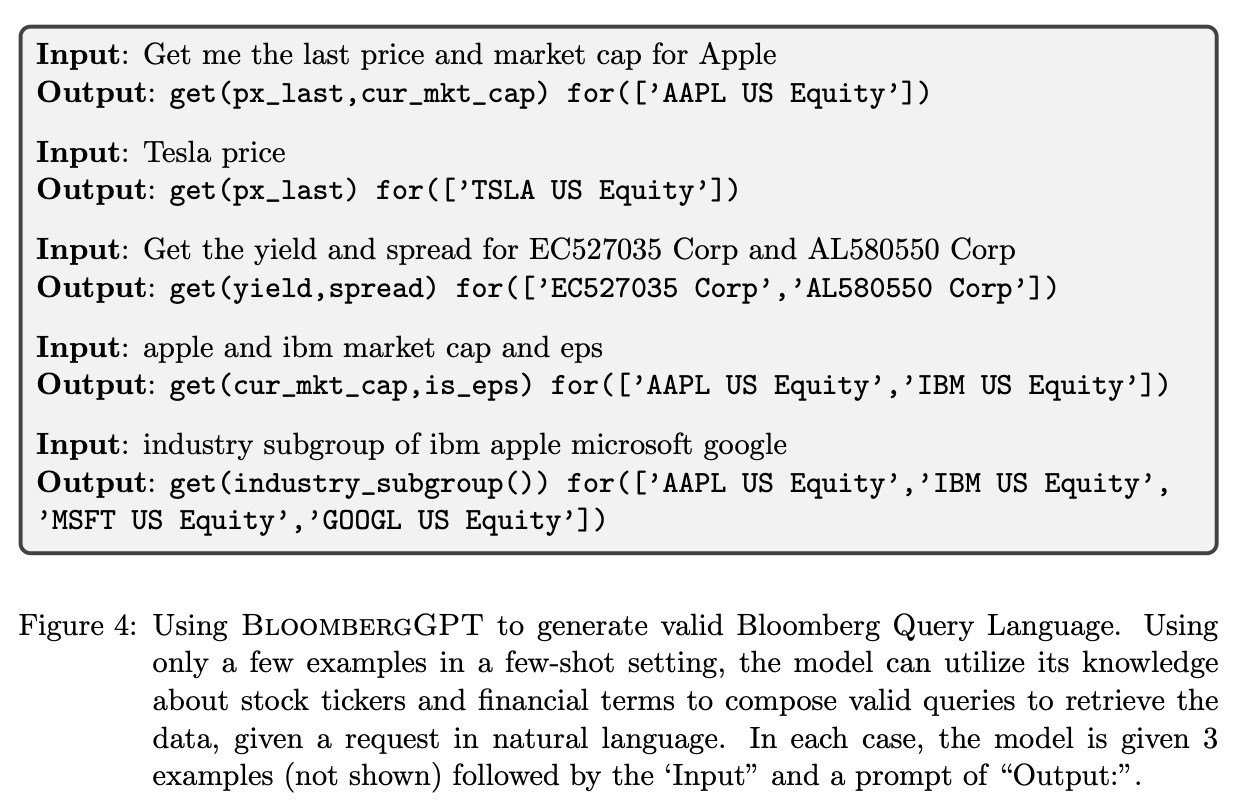 Input: Get me the last price and market cap for Apple
Output: get(px_last,cur_mkt_cap) for(['AAPL US Equity'])
Input: Tesla price
Output: get(px_last) for(['TSLA US Equity'])
Input: Get the yield and spread for EC527035 Corp and AL580550 Corp
Output: get(yield,spread) for(['EC527035 Corp','AL580550 Corp'])
Input: apple and ibm market cap and eps
Output: get(cur_mkt_cap,is_eps) for(['AAPL US Equity','IBM US Equity'])
Input: industry subgroup of ibm apple microsoft google
Output: get(industry_subgroup()) for(['AAPL US Equity','IBM US Equity',
'MSFT US Equity','GOOGL US Equity'])
Figure 4: Using BLOOMBERGGPT to generate valid Bloomberg Query Language. Using
only a few examples in a few-shot setting, the model can utilize its knowledge
about stock tickers and financial terms to compose valid queries to retrieve the
data, given a request in natural language. In each case, the model is given 3
examples (not shown) followed by the ‘Input” and a prompt of “Output:”.